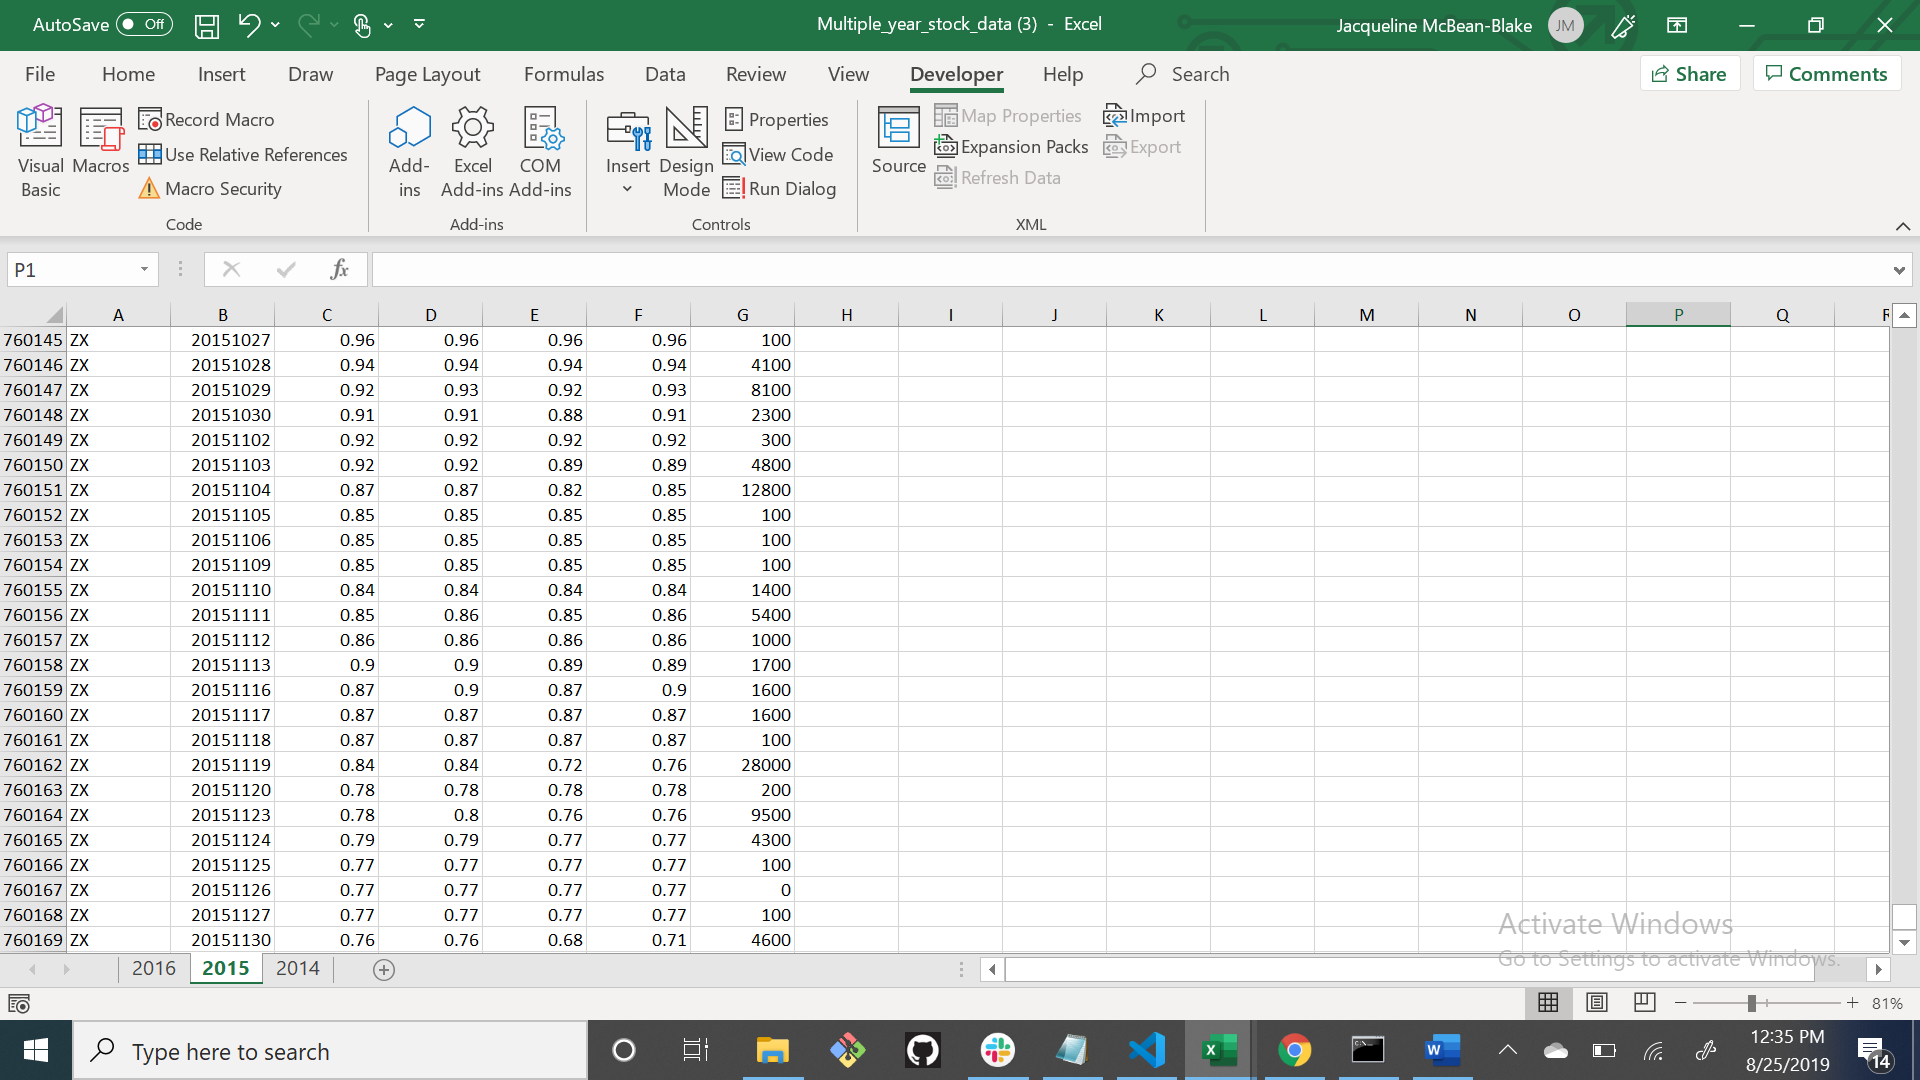 AutoSave Off
Multiple_year_stock_data (3) - Excel
Jacqueline McBean-Blake JM
File Home Insert Draw Page Layout Formulas Data Review View Developer Help Search Share Comments
Visual Basic
Macros
Record Macro
Use Relative References
Macro Security
Code
Add-ins
Excel Add-ins
COM Add-ins
Add-ins
Insert
Design Mode
Properties
View Code
Run Dialog
Controls
Source
Map Properties
Expansion Packs
Refresh Data
Import
Export
XML
P1
fx
A B C D E F G H I J K L M N O P Q R
760145 ZX 20151027 0.96 0.96 0.96 0.96 100
760146 ZX 20151028 0.94 0.94 0.94 0.94 4100
760147 ZX 20151029 0.92 0.93 0.92 0.93 8100
760148 ZX 20151030 0.91 0.91 0.88 0.91 2300
760149 ZX 20151102 0.92 0.92 0.92 0.92 300
760150 ZX 20151103 0.92 0.92 0.89 0.89 4800
760151 ZX 20151104 0.87 0.87 0.82 0.85 12800
760152 ZX 20151105 0.85 0.85 0.85 0.85 100
760153 ZX 20151106 0.85 0.85 0.85 0.85 100
760154 ZX 20151109 0.85 0.85 0.85 0.85 100
760155 ZX 20151110 0.84 0.84 0.84 0.84 1400
760156 ZX 20151111 0.85 0.86 0.85 0.86 5400
760157 ZX 20151112 0.86 0.86 0.86 0.86 1000
760158 ZX 20151113 0.9 0.9 0.89 0.89 1700
760159 ZX 20151116 0.87 0.9 0.87 0.9 1600
760160 ZX 20151117 0.87 0.87 0.87 0.87 1600
760161 ZX 20151118 0.87 0.87 0.87 0.87 100
760162 ZX 20151119 0.84 0.84 0.72 0.76 28000
760163 ZX 20151120 0.78 0.78 0.78 0.78 200
760164 ZX 20151123 0.78 0.8 0.76 0.76 9500
760165 ZX 20151124 0.79 0.79 0.77 0.77 4300
760166 ZX 20151125 0.77 0.77 0.77 0.77 100
760167 ZX 20151126 0.77 0.77 0.77 0.77 0
760168 ZX 20151127 0.77 0.77 0.77 0.77 100
760169 ZX 20151130 0.76 0.76 0.68 0.71 4600
Activate Windows
Go to Settings to activate Windows.
2016 2015 2014
81%
Type here to search
12:35 PM
8/25/2019
14